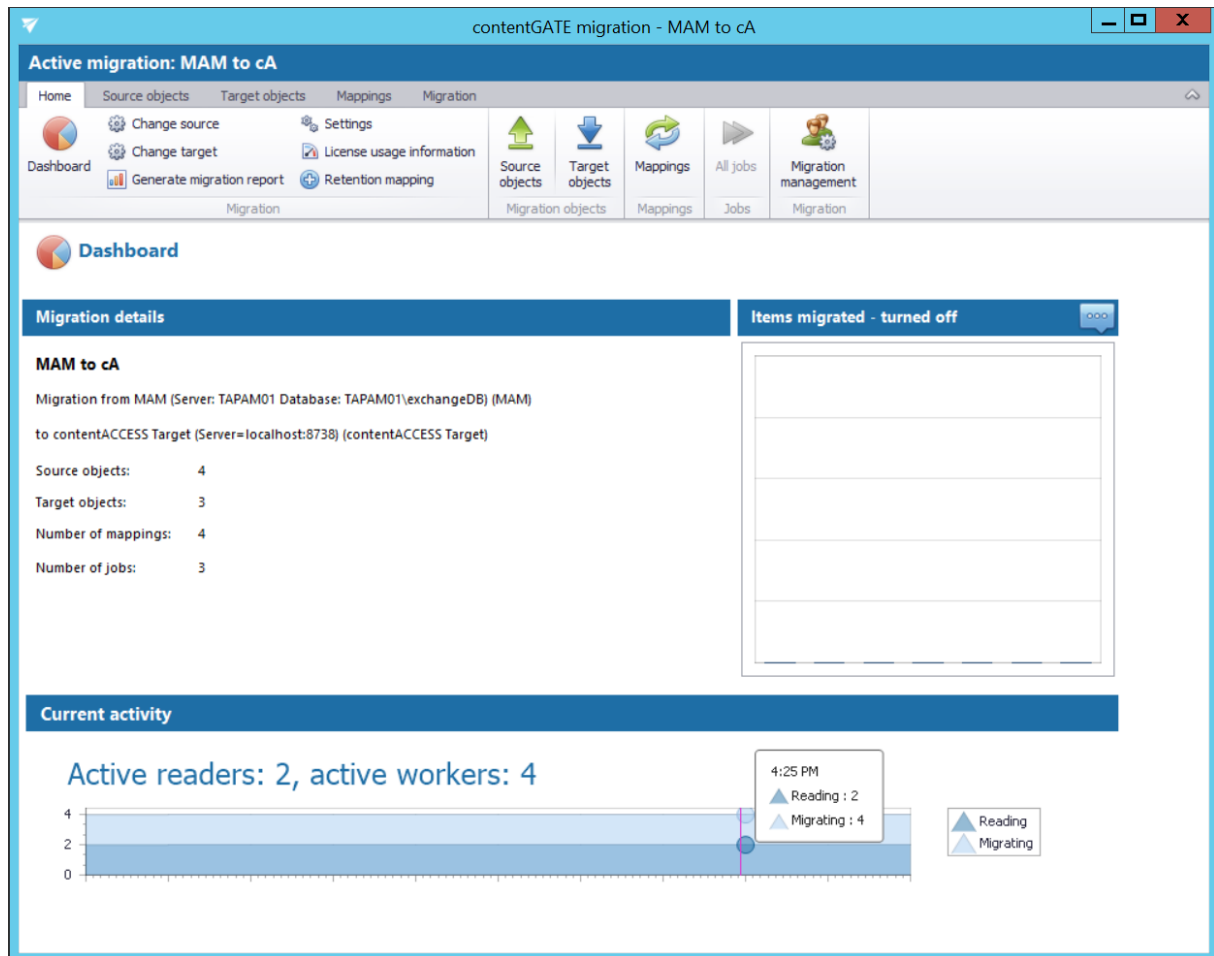 contentGATE migration - MAM to cA
Active migration: MAM to cA
Home Source objects Target objects Mappings Migration
Dashboard
Change source
Change target
Generate migration report
Settings
License usage information
Retention mapping
Migration
Source objects
Target objects
Migration objects
Mappings
Mappings
All jobs
Jobs
Migration management
Migration
Dashboard
Migration details
MAM to cA
Migration from MAM (Server: TAPAM01 Database: TAPAM01\exchangeDB) (MAM)
to contentACCESS Target (Server=localhost:8738) (contentACCESS Target)
Source objects: 4
Target objects: 3
Number of mappings: 4
Number of jobs: 3
Items migrated - turned off
Current activity
Active readers: 2, active workers: 4
4
2
0
4:25 PM
Reading : 2
Migrating : 4
Reading
Migrating